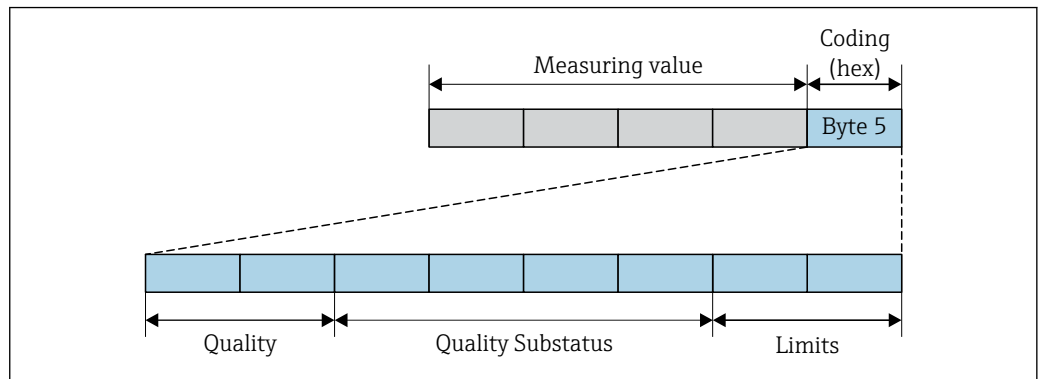 Coding
(hex)
Measuring value
Byte 5
Quality
Quality Substatus
Limits